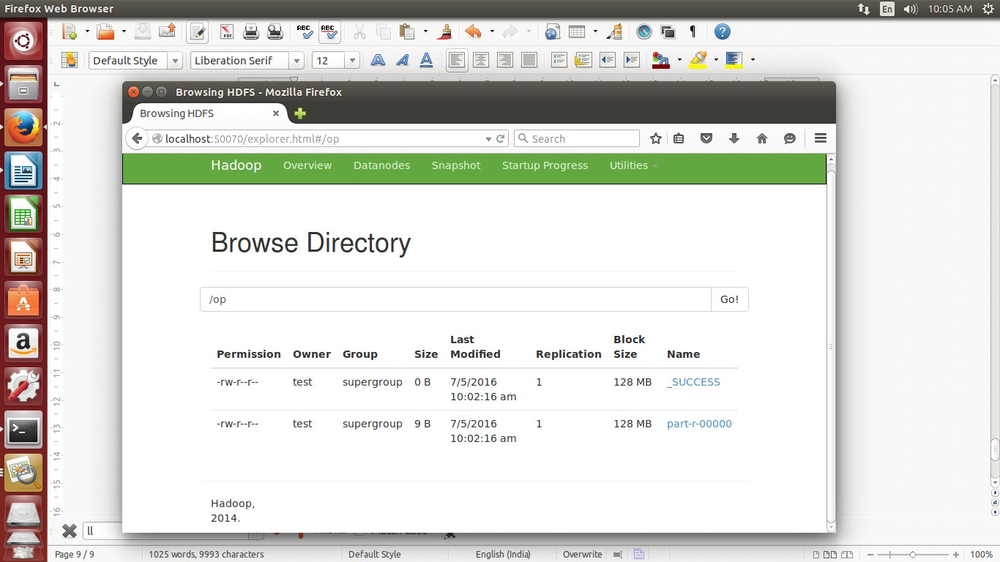 Firefox Web Browser
En
10:05 AM
Default Style
Liberation Serif
12
Browsing HDFS - Mozilla Firefox
Browsing HDFS
localhost:50070/explorer.html#/op
Search
Hadoop Overview Datanodes Snapshot Startup Progress Utilities
Browse Directory
/op
Go!
Permission Owner Group Size Last Modified Replication Block Size Name
-rw-r--r-- test supergroup 0 B 7/5/2016 10:02:16 am 1 128 MB _SUCCESS
-rw-r--r-- test supergroup 9 B 7/5/2016 10:02:16 am 1 128 MB part-r-00000
Hadoop,
2014.
ll
Page 9 / 9
1025 words, 9993 characters
Default Style
English (India)
Overwrite
100%